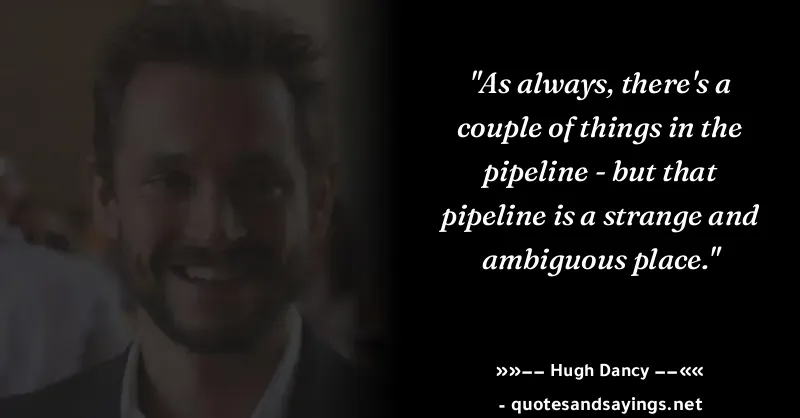 "As always, there's a
couple of things in the
pipeline - but that
pipeline is a strange and
ambiguous place."
»»-- Hugh Dancy --««
- quotesandsayings.net